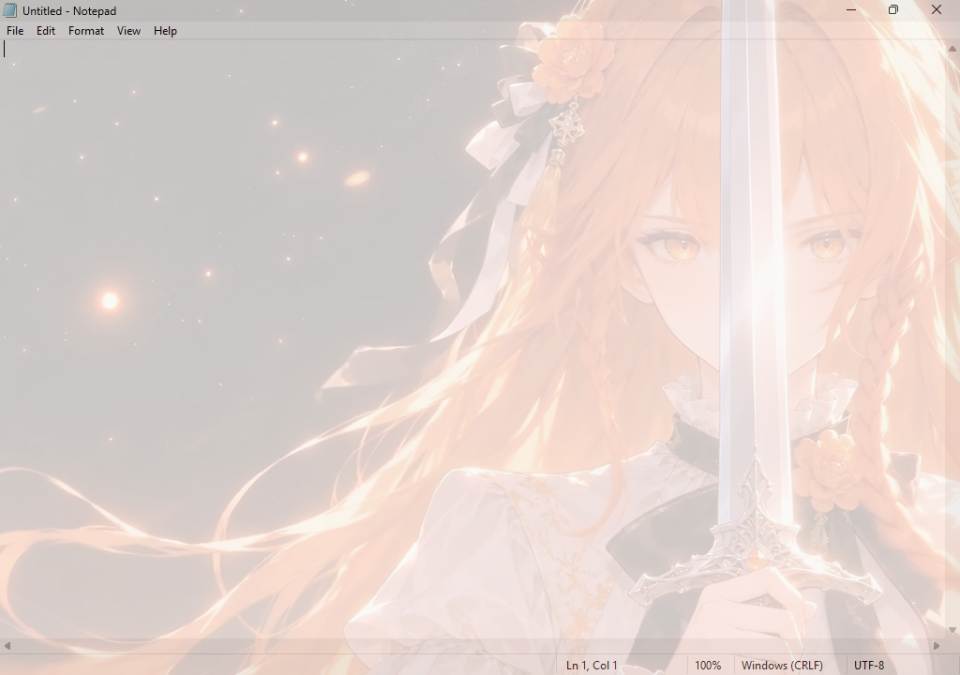 Untitled - Notepad
File Edit Format View Help
Ln 1, Col 1 100% Windows (CRLF) UTF-8